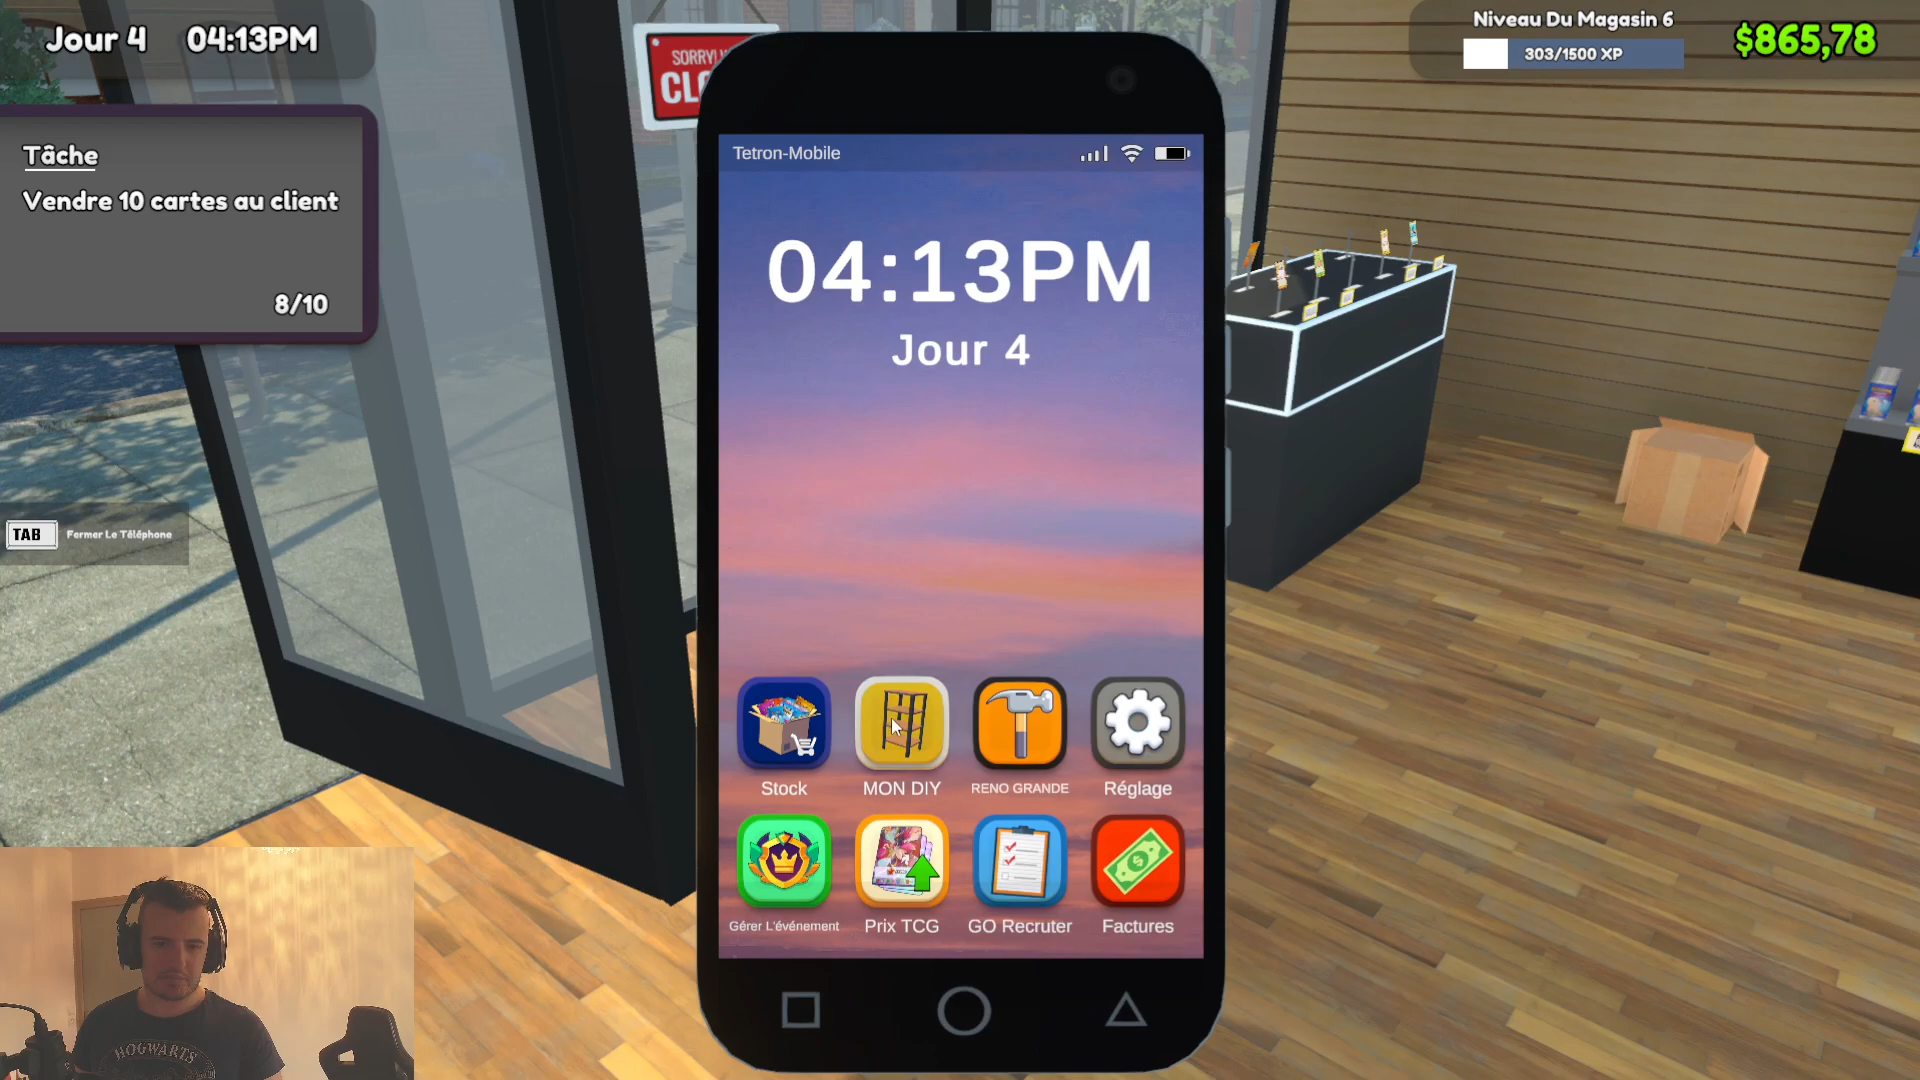 Jour 4 04:13PM
Niveau Du Magasin 6
303/1500 XP
$865,78
Tâche
Vendre 10 cartes au client
8/10
TAB Fermer Le Téléphone
SORRY!
Tetron-Mobile
04:13PM
Jour 4
Stock
MON DIY
RENO GRANDE
Réglage
Gérer L'événement
Prix TCG
GO Recruter
Factures
HOGWARTS